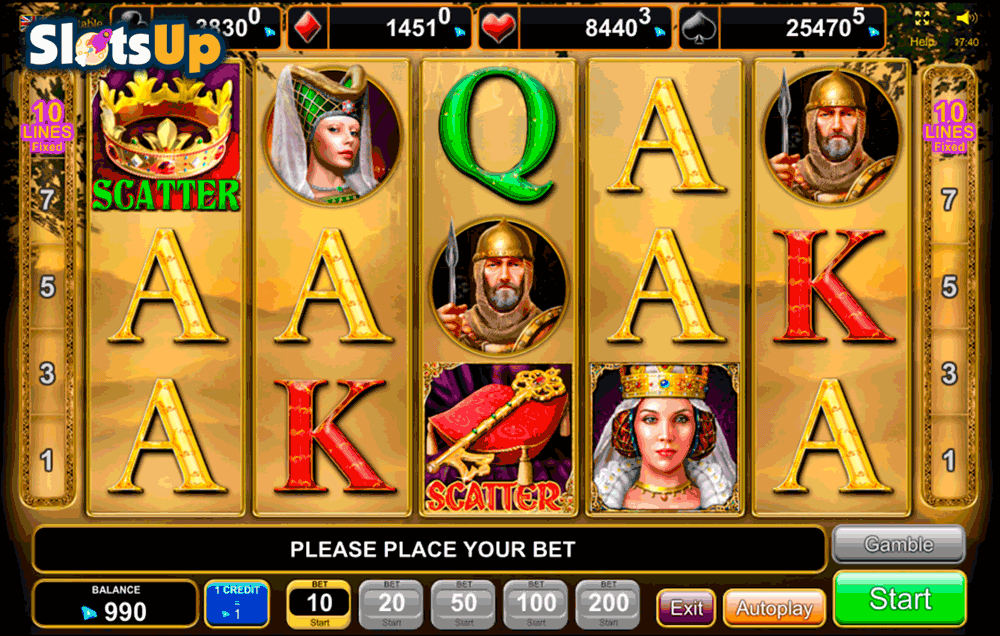 SlotsUp
830 0
1451 0
8440 3
25470 5
Help
17:40
10
LINES
Fixed
10
LINES
Fixed
7
5
3
1
SCATTER
Q
A
A
A
A
K
A
K
SCATTER
A
7
5
3
1
PLEASE PLACE YOUR BET
Gamble
BALANCE
990
1 CREDIT
=
1
BET
10
Start
BET
20
Start
BET
50
Start
BET
100
Start
BET
200
Start
Exit
Autoplay
Start